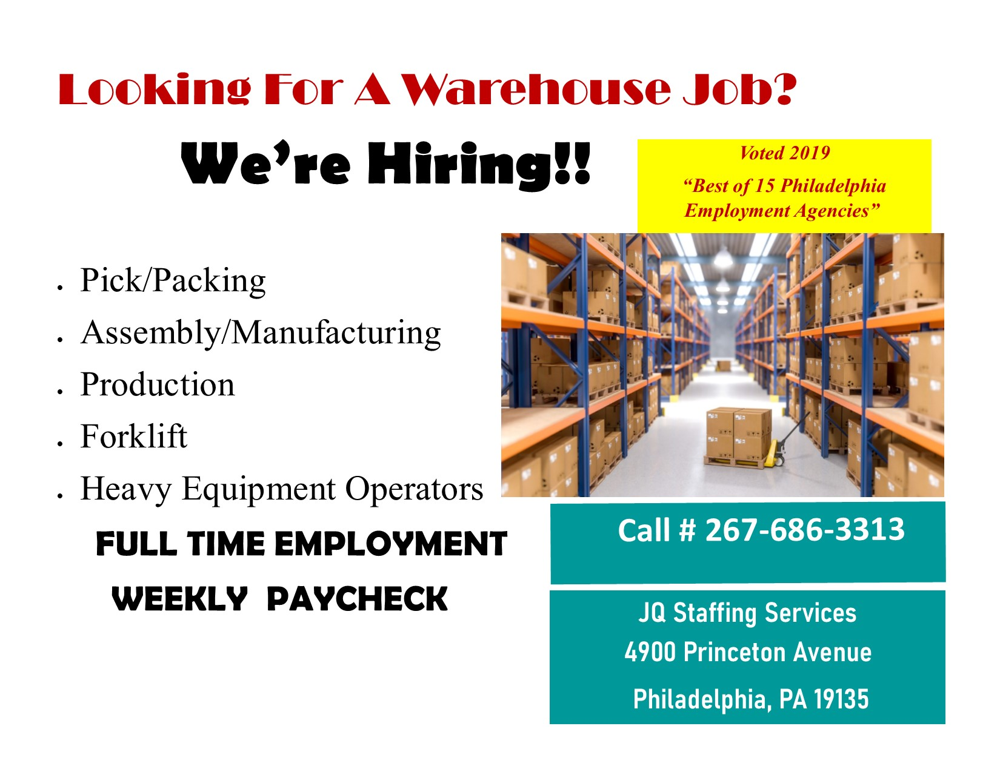 Looking For A Warehouse Job?
We’re Hiring!!
Voted 2019
“Best of 15 Philadelphia
Employment Agencies”
• Pick/Packing
• Assembly/Manufacturing
• Production
• Forklift
• Heavy Equipment Operators
FULL TIME EMPLOYMENT
WEEKLY PAYCHECK
Call # 267-686-3313
JQ Staffing Services
4900 Princeton Avenue
Philadelphia, PA 19135